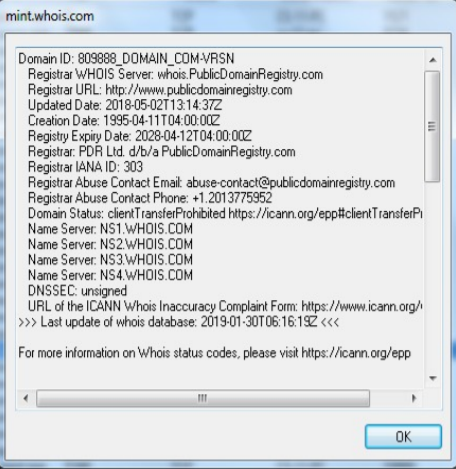 mint.whois.com
Domain ID: 809888_DOMAIN_COM-VRSN
Registrar WHOIS Server: whois.PublicDomainRegistry.com
Registrar URL: http://www.publicdomainregistry.com
Updated Date: 2018-05-02T13:14:37Z
Creation Date: 1995-04-11T04:00:00Z
Registry Expiry Date: 2028-04-12T04:00:00Z
Registrar: PDR Ltd. d/b/a PublicDomainRegistry.com
Registrar IANA ID: 303
Registrar Abuse Contact Email: abuse-contact@publicdomainregistry.com
Registrar Abuse Contact Phone: +1.2013775952
Domain Status: clientTransferProhibited https://icann.org/epp#clientTransferPr
Name Server: NS1.WHOIS.COM
Name Server: NS2.WHOIS.COM
Name Server: NS3.WHOIS.COM
Name Server: NS4.WHOIS.COM
DNSSEC: unsigned
URL of the ICANN Whois Inaccuracy Complaint Form: https://www.icann.org/
>>> Last update of whois database: 2019-01-30T06:16:19Z <<<
For more information on Whois status codes, please visit https://icann.org/epp
OK